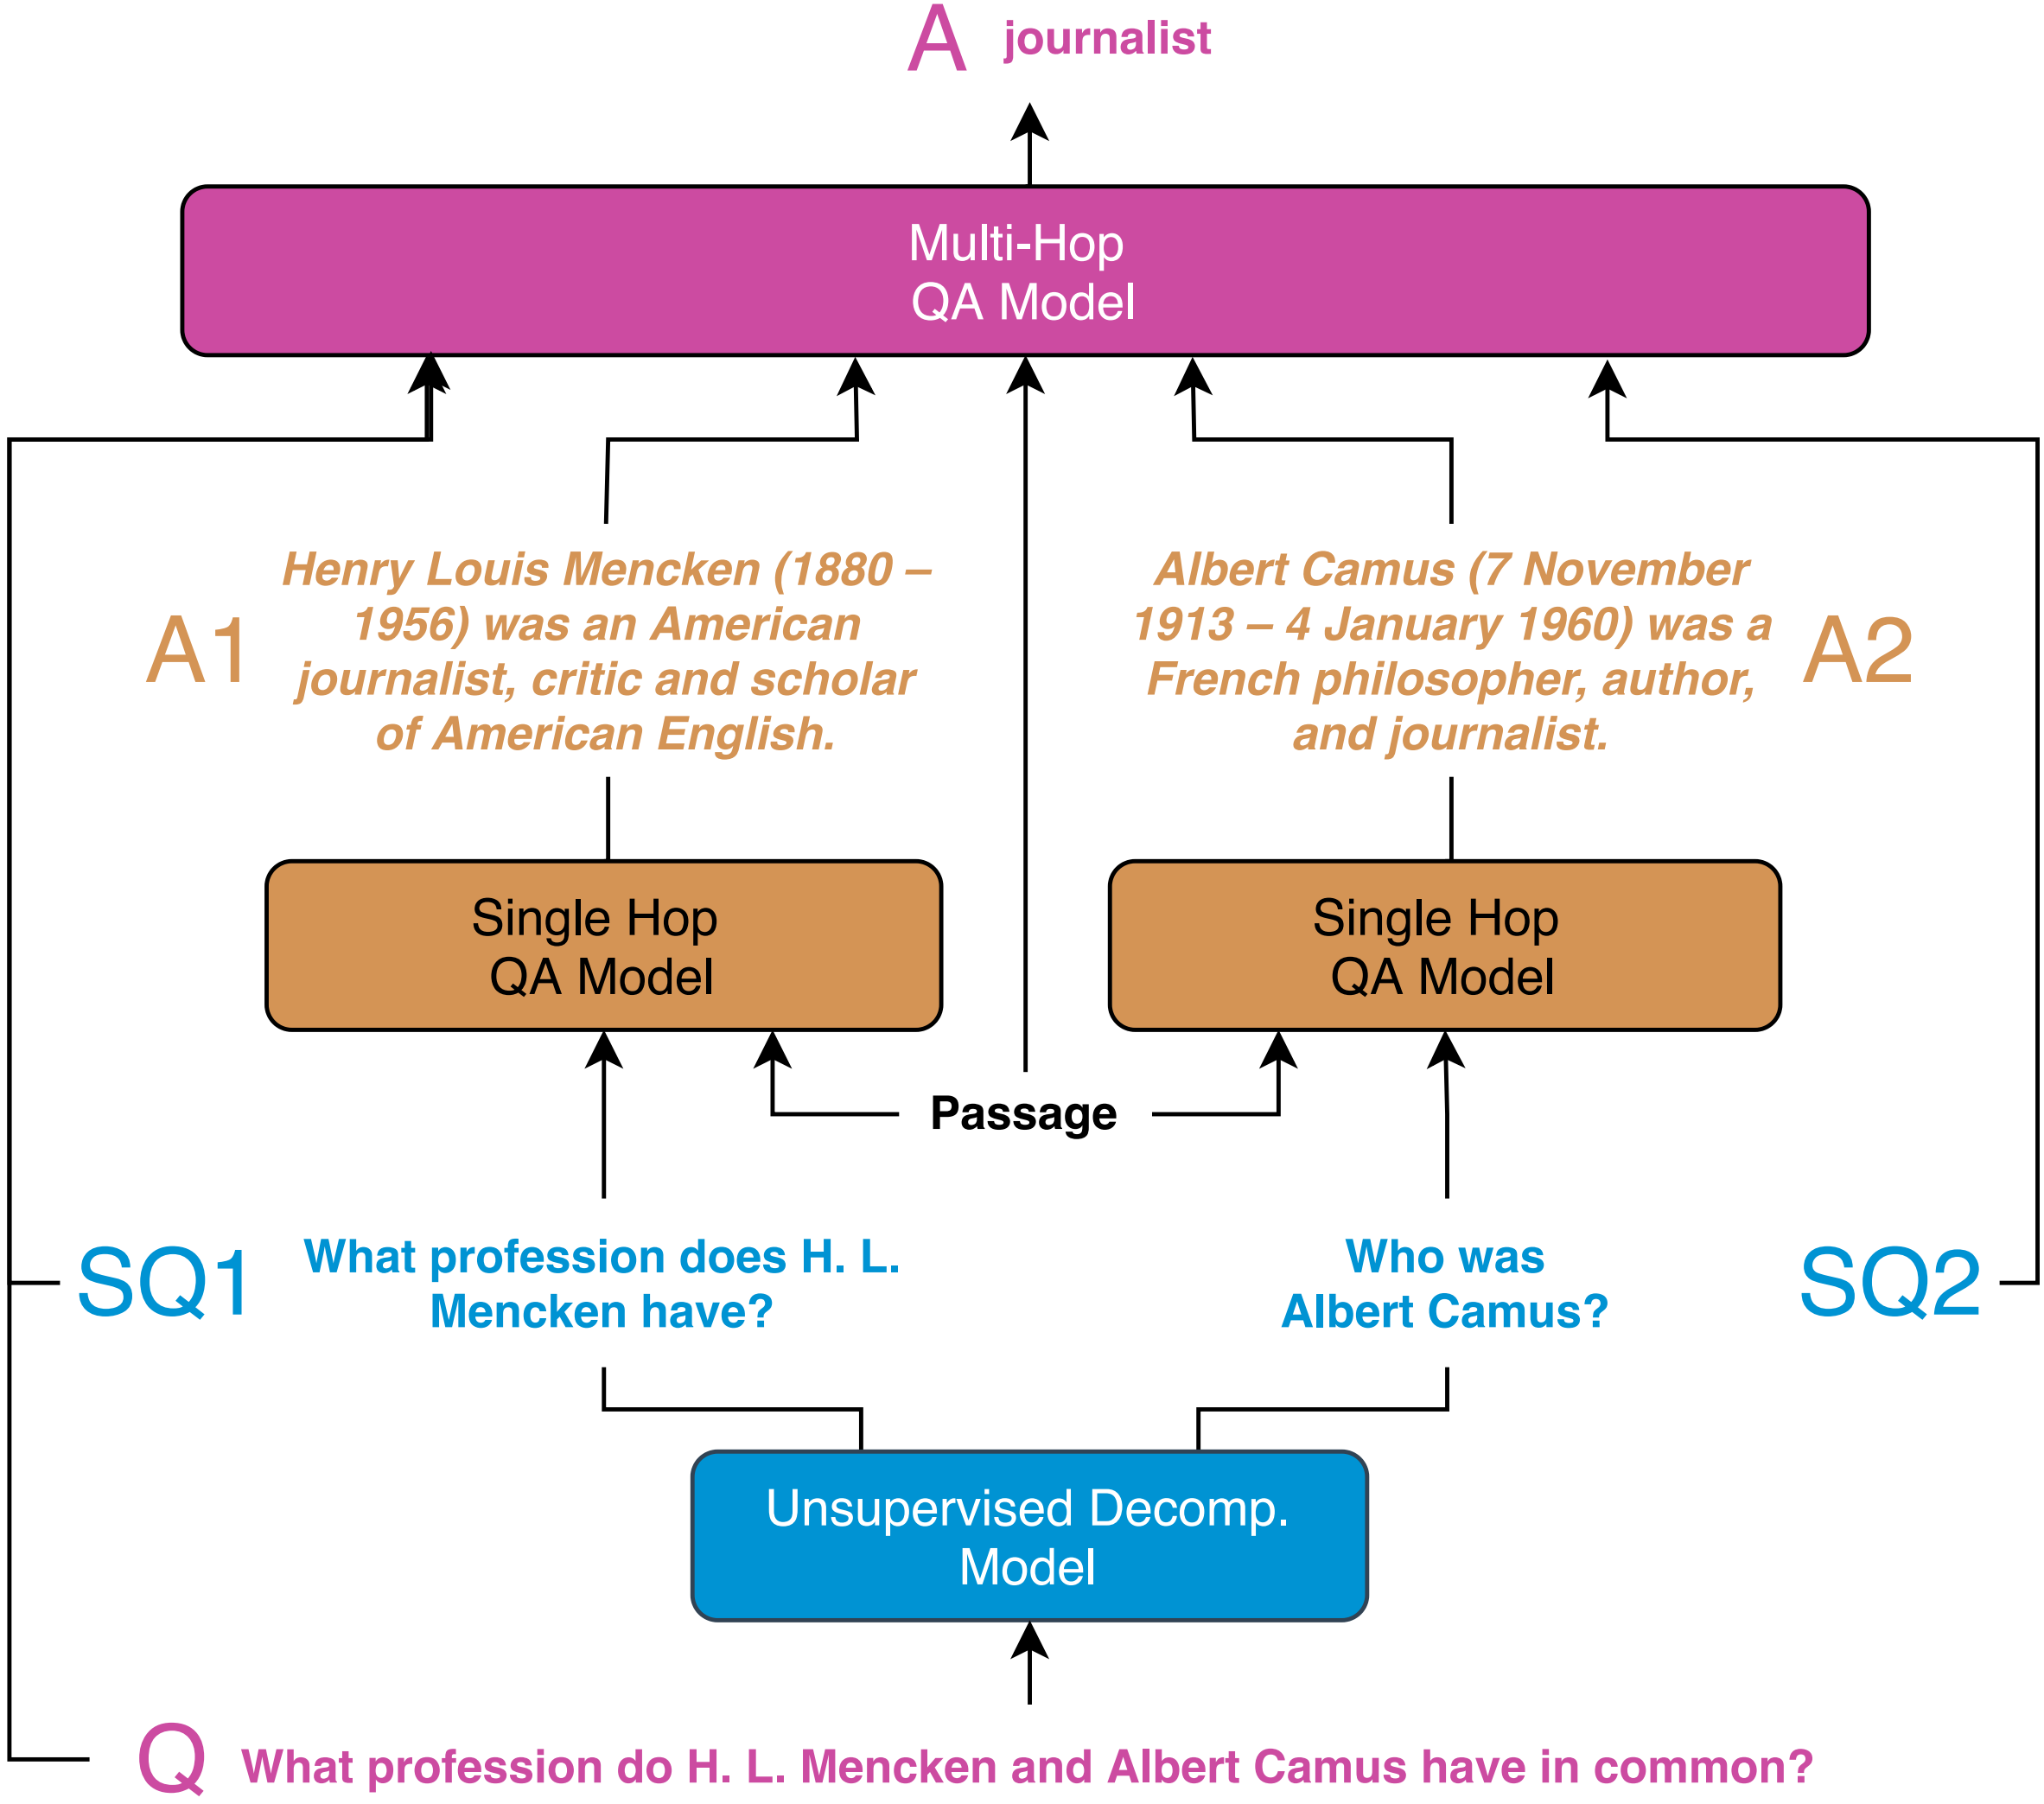 A journalist
Multi-Hop
QA Model
A1
Henry Louis Mencken (1880 –
1956) was an American
journalist, critic and scholar
of American English.
Albert Camus (7 November
1913 – 4 January 1960) was a
French philosopher, author,
and journalist.
A2
Single Hop
QA Model
Single Hop
QA Model
Passage
SQ1
What profession does H. L.
Mencken have?
Who was
Albert Camus?
SQ2
Unsupervised Decomp.
Model
Q What profession do H. L. Mencken and Albert Camus have in common?